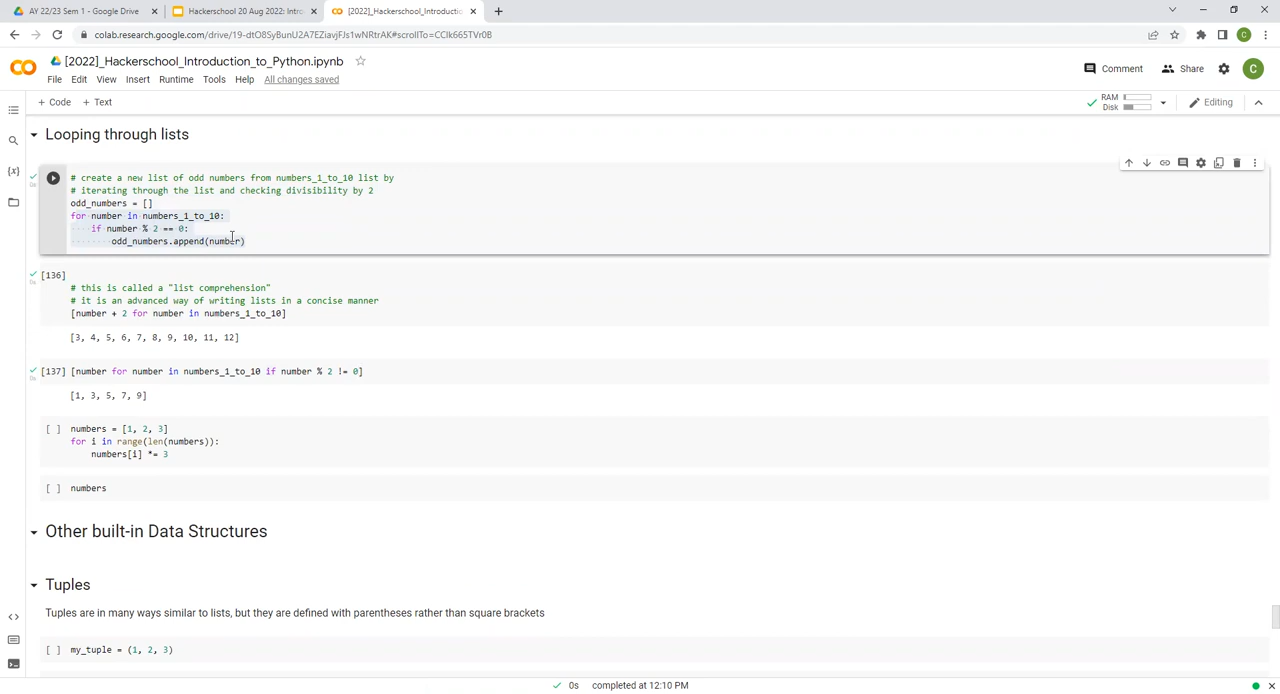 AY 22/23 Sem 1 - Google Drive
Hackerschool 20 Aug 2022: Intro
[2022]_Hackerschool_Introductio
colab.research.google.com/drive/19-dtO8SyBunU2A7EZiavjFJs1wNRtrAK#scrollTo=CClk665TVr0B
C
CO
[2022]_Hackerschool_Introduction_to_Python.ipynb
Comment
Share
C
File Edit View Insert Runtime Tools Help All changes saved
+ Code + Text
RAM
Disk
Editing
Looping through lists
# create a new list of odd numbers from numbers_1_to_10 list by
# iterating through the list and checking divisibility by 2
odd_numbers = []
for number in numbers_1_to_10:
if number % 2 == 0:
odd_numbers.append(number)
0s
[136]
0s
# this is called a "list comprehension"
# it is an advanced way of writing lists in a concise manner
[number + 2 for number in numbers_1_to_10]
[3, 4, 5, 6, 7, 8, 9, 10, 11, 12]
[137] [number for number in numbers_1_to_10 if number % 2 != 0]
0s
[1, 3, 5, 7, 9]
[ ] numbers = [1, 2, 3]
for i in range(len(numbers)):
numbers[i] *= 3
[ ] numbers
Other built-in Data Structures
Tuples
Tuples are in many ways similar to lists, but they are defined with parentheses rather than square brackets
[ ] my_tuple = (1, 2, 3)
0s completed at 12:10 PM